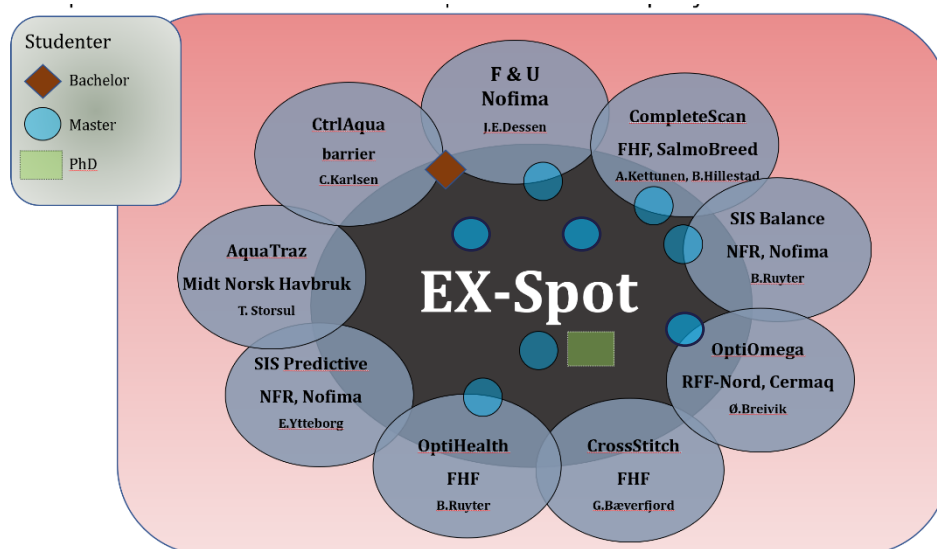 Studenter
Bachelor
Master
PhD
F & U
Nofima
J.E.Dessen
CompleteScan
FHF, SalmoBreed
A.Kettunen, B.Hillestad
CtrlAqua
barrier
C.Karlsen
SIS Balance
NFR, Nofima
B.Ruyter
AquaTraz
Midt Norsk Havbruk
T. Storsul
EX-Spot
OptiOmega
RFF-Nord, Cermaq
Ø.Breivik
SIS Predictive
NFR, Nofima
E.Ytteborg
OptiHealth
FHF
B.Ruyter
CrossStitch
FHF
G.Bæverfjord